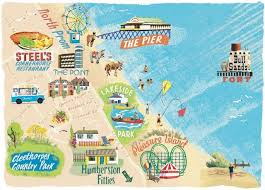 North Prom
STEEL'S
CORNER HOUSE
RESTAURANT
THE PIER
Bull
Sands
FORT
THE POINT
LAKESIDE
PARK
Pleasure Island
Cleethorpes
Country Park
Humberston
Fitties